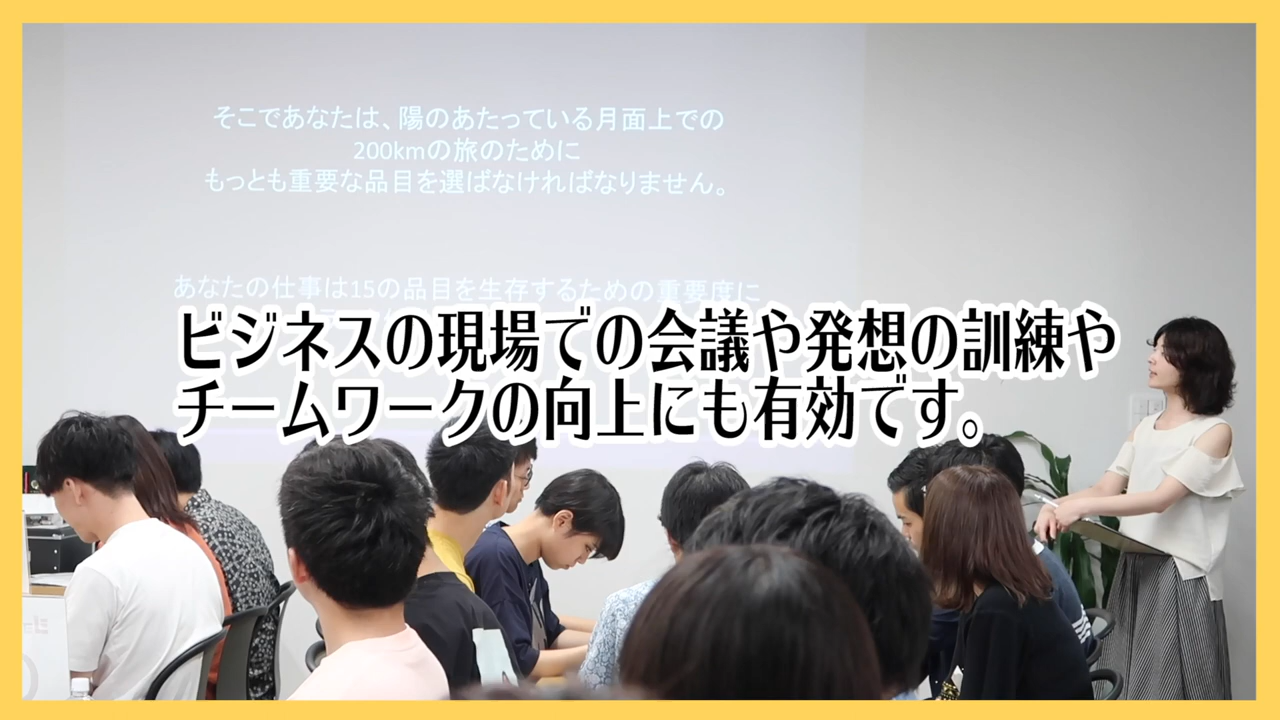 そこであなたは、陽のあたっている月面上での
200kmの旅のために
もっとも重要な品目を選ばなければなりません。
あなたの仕事は15の品目を生存するための重要度に
ビジネスの現場での会議や発想の訓練や
チームワークの向上にも有効です。